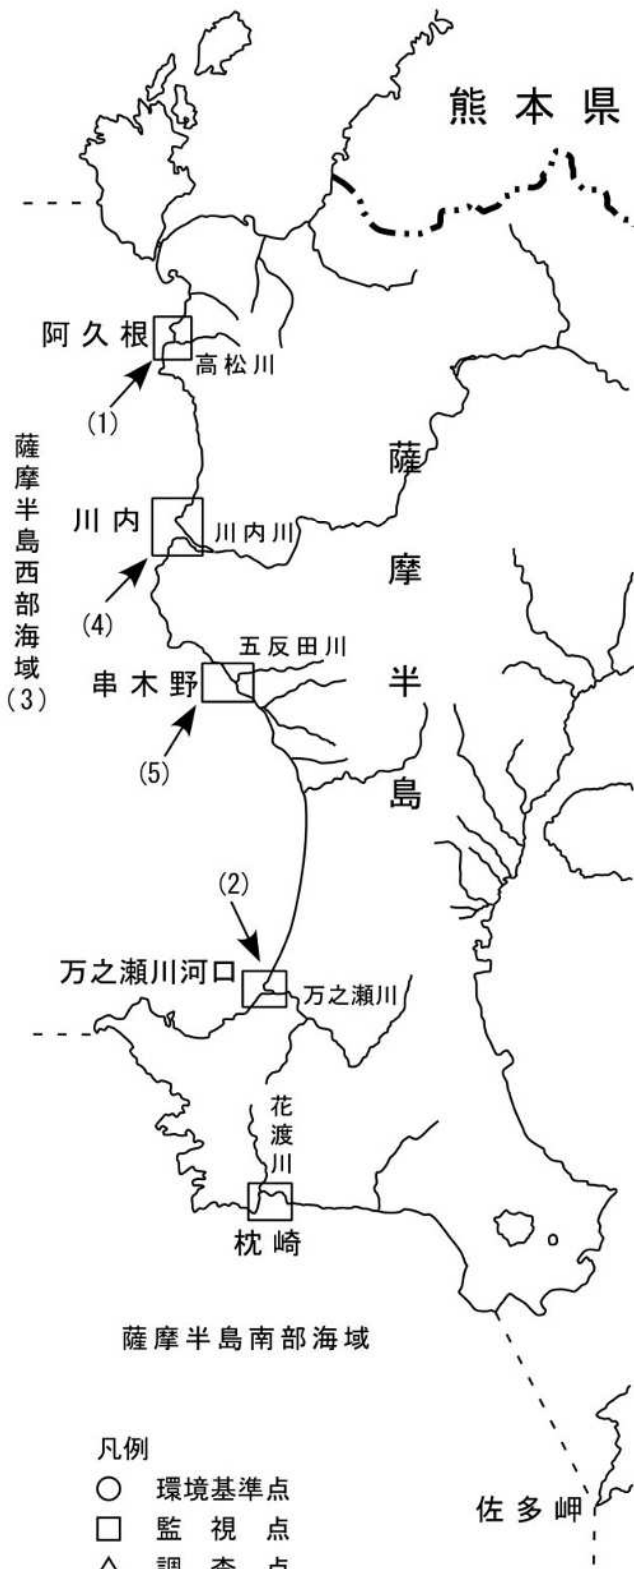 熊本県
阿久根
高松川
(1)
薩摩半島西部海域
(3)
薩摩半島
川内
川内川
(4)
五反田川
串木野
(5)
(2)
万之瀬川河口
万之瀬川
花渡川
枕崎
薩摩半島南部海域
佐多岬
凡例
○ 環境基準点
□ 監視点
△ 調査点